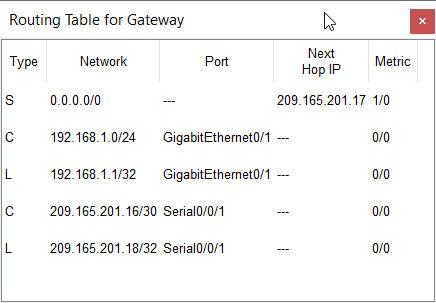 Routing Table for Gateway
Type Network Port Next Hop IP Metric
S 0.0.0.0/0 --- 209.165.201.17 1/0
C 192.168.1.0/24 GigabitEthernet0/1 --- 0/0
L 192.168.1.1/32 GigabitEthernet0/1 --- 0/0
C 209.165.201.16/30 Serial0/0/1 --- 0/0
L 209.165.201.18/32 Serial0/0/1 --- 0/0